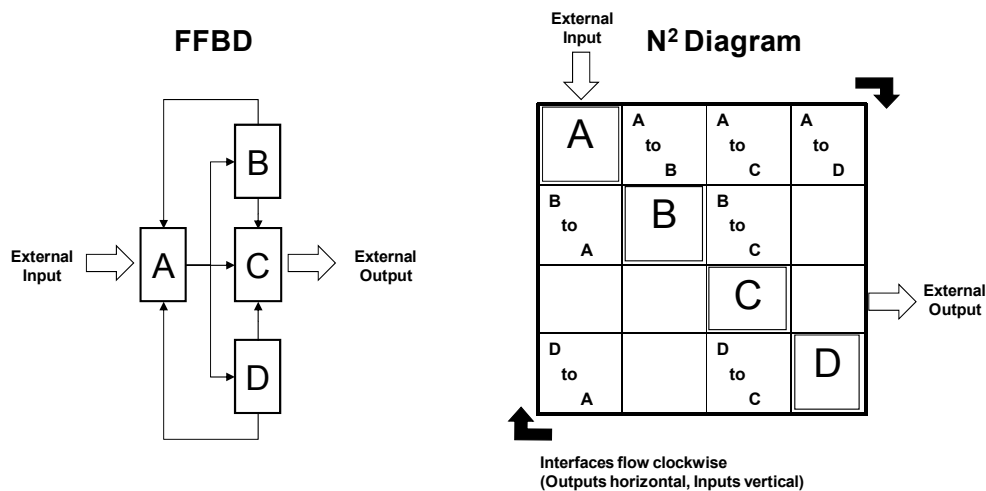 FFBD
B
External
Input
A
C
External
Output
D
External
Input
N² Diagram
A
A
to
B
A
to
C
A
to
D
B
to
A
B
B
to
C
C
External
Output
D
to
A
D
to
C
D
Interfaces flow clockwise
(Outputs horizontal, Inputs vertical)